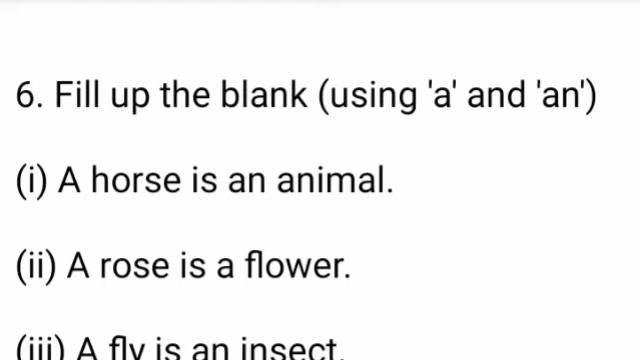 6. Fill up the blank (using 'a' and 'an')
(i) A horse is an animal.
(ii) A rose is a flower.
(iii) A fly is an insect.